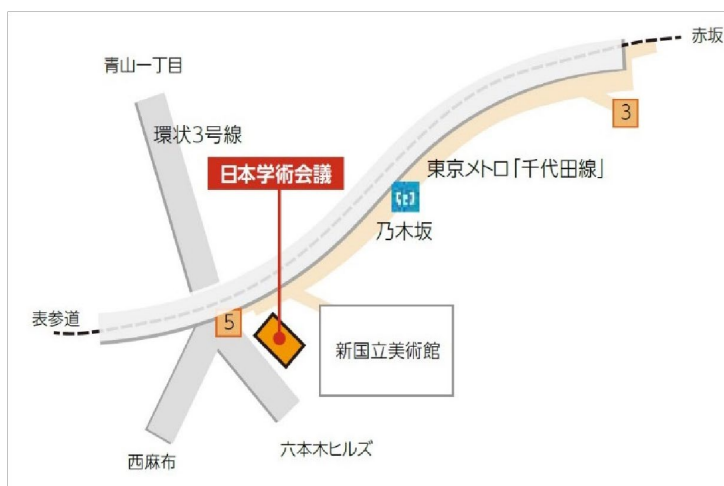 赤坂
青山一丁目
3
環状3号線
日本学術会議
東京メトロ「千代田線」
乃木坂
表参道
5
新国立美術館
六本木ヒルズ
西麻布